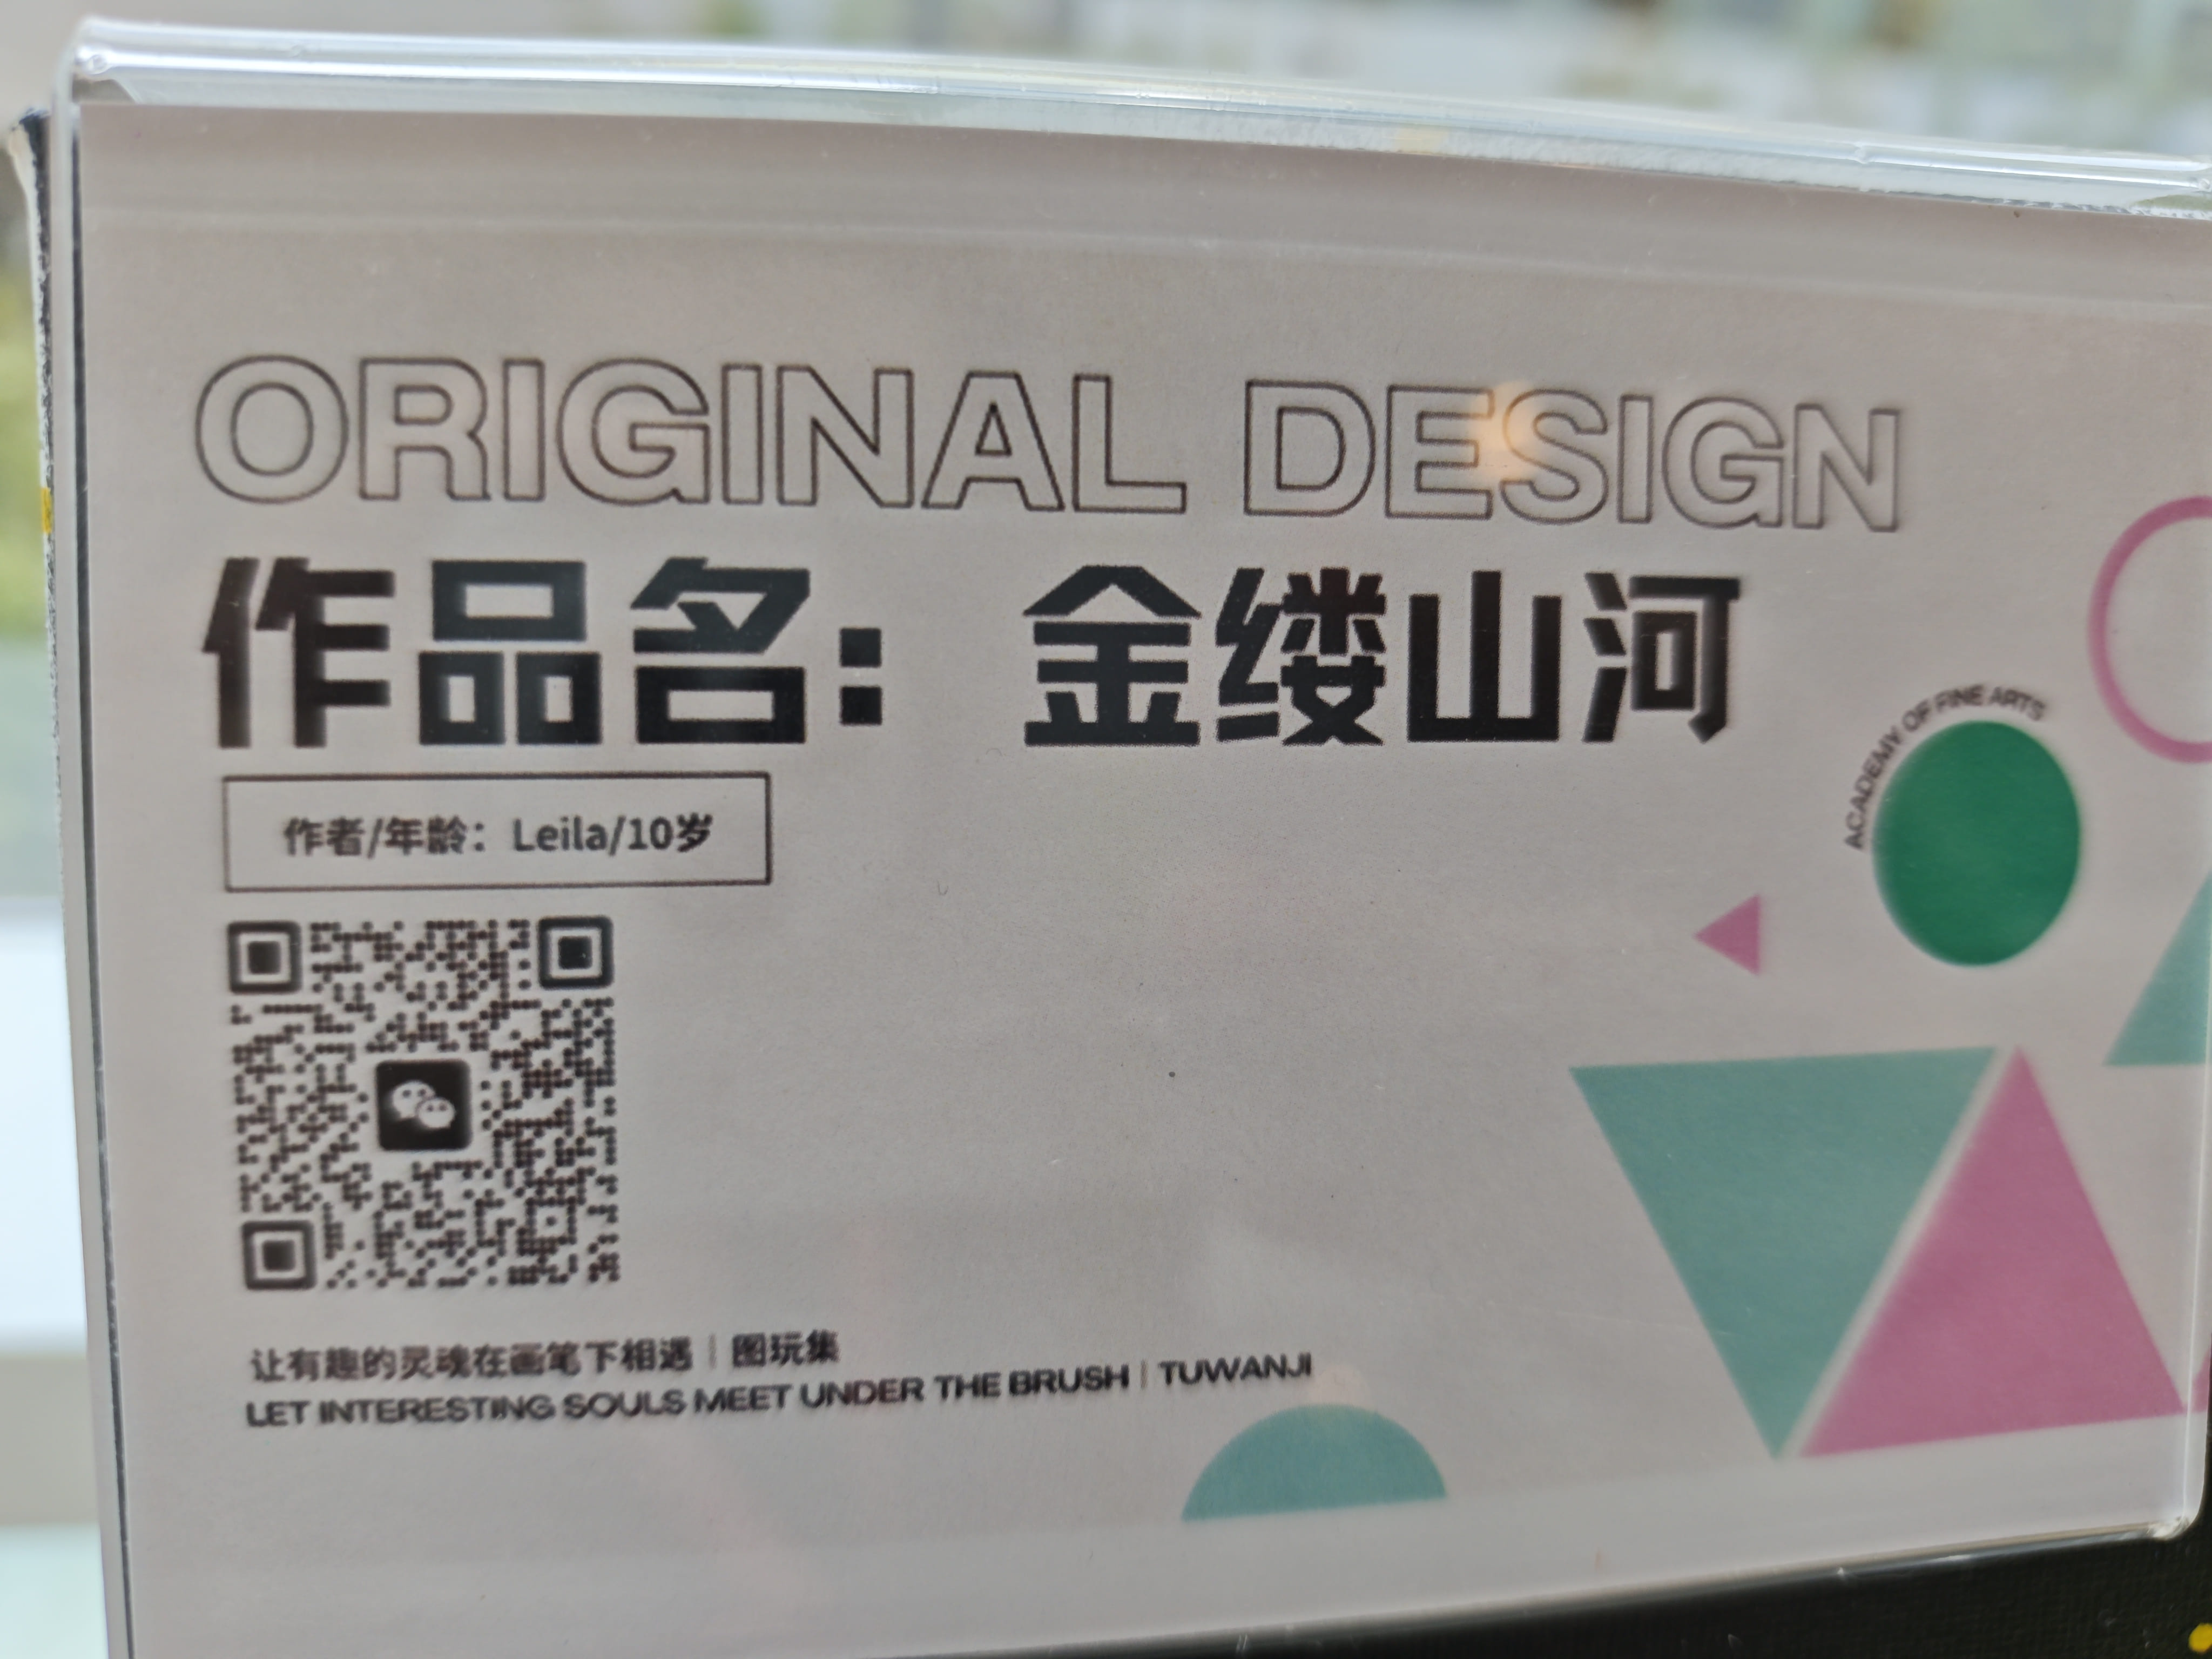 ORIGINAL DESIGN
作品名: 金缕山河
ACADEMY OF FINE ARTS
作者/年龄: Leila/10岁
让有趣的灵魂在画笔下相遇 | 图玩集
LET INTERESTING SOULS MEET UNDER THE BRUSH | TUWANJI